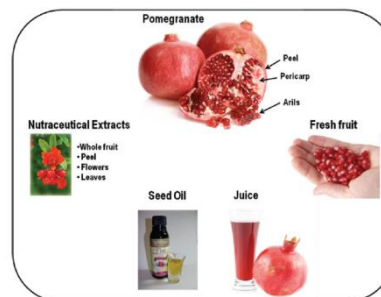 Pomegranate
Peel
Pericarp
Arils
Nutraceutical Extracts
•Whole fruit
•Peel
•Flowers
•Leaves
Fresh fruit
Seed Oil
Juice